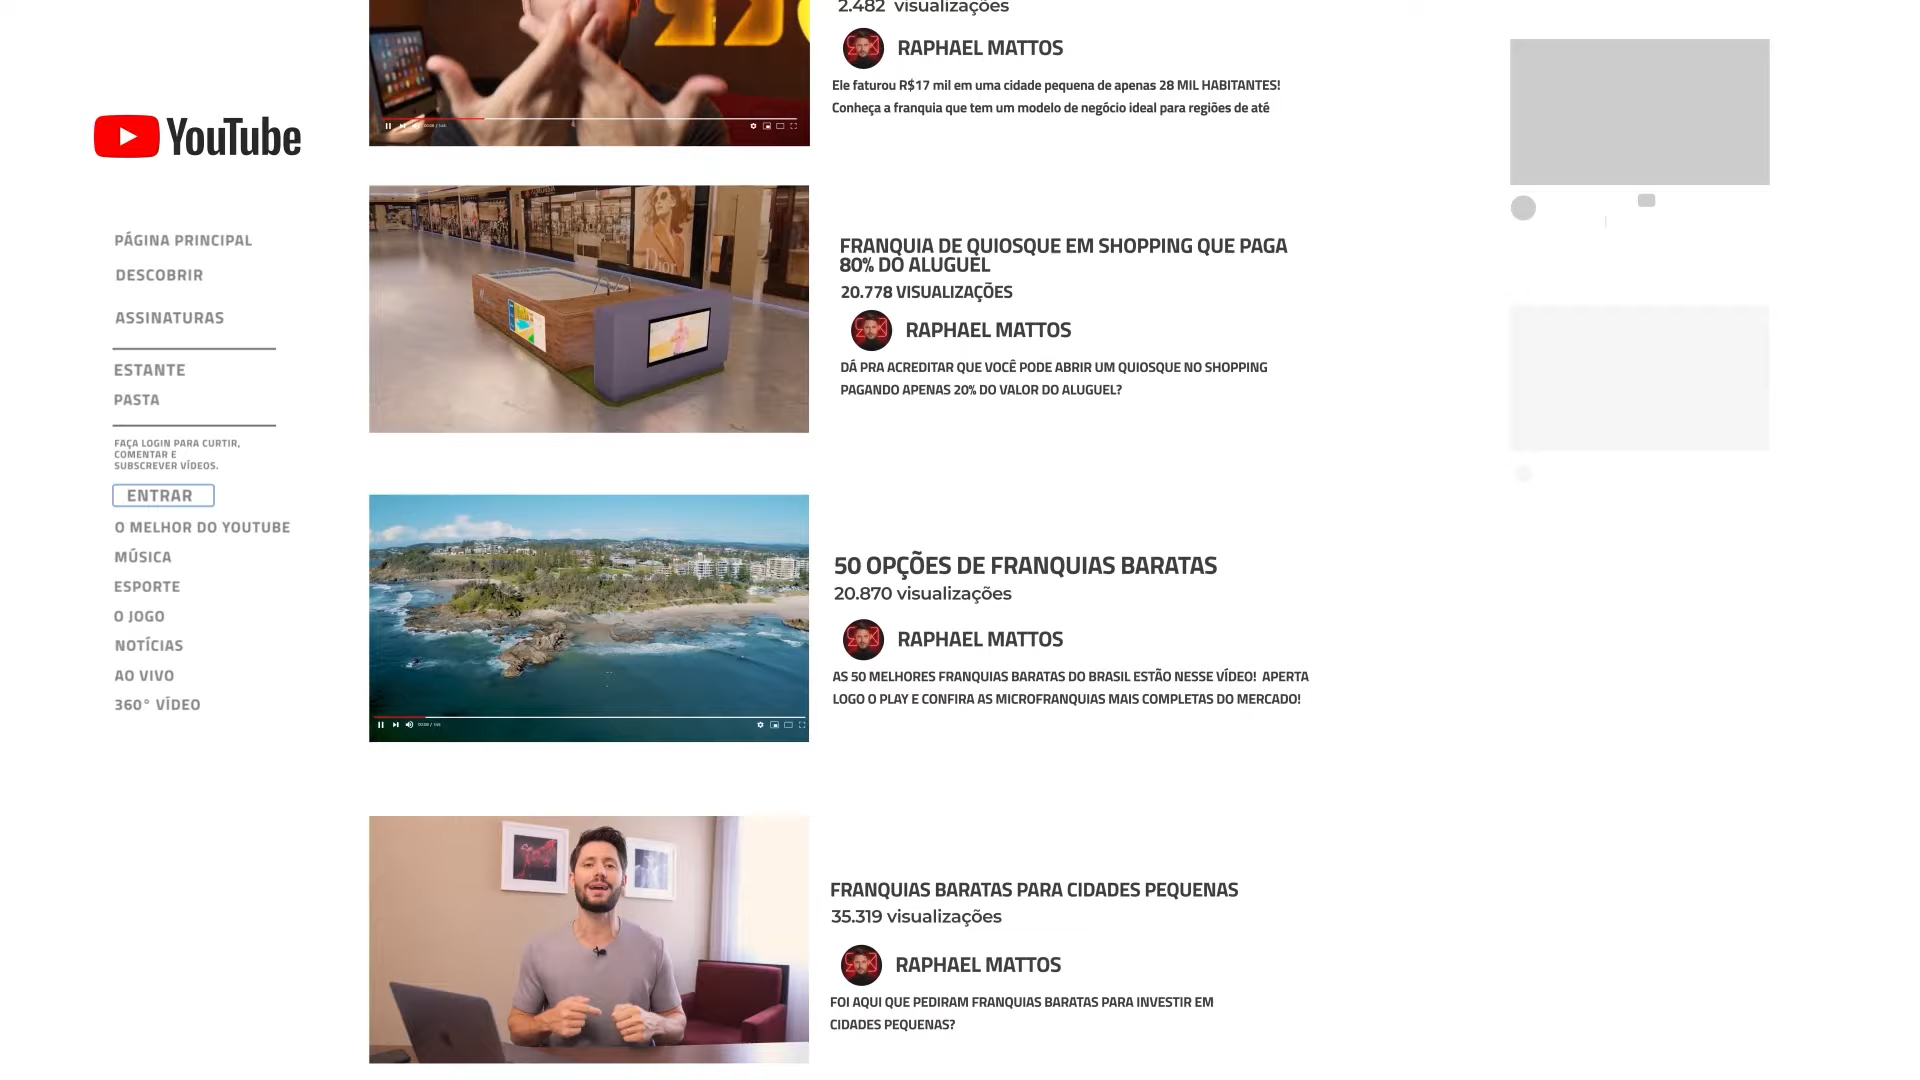 YouTube
PÁGINA PRINCIPAL
DESCOBRIR
ASSINATURAS
ESTANTE
PASTA
FAÇA LOGIN PARA CURTIR,
COMENTAR E
SUBSCREVER VÍDEOS.
ENTRAR
O MELHOR DO YOUTUBE
MÚSICA
ESPORTE
O JOGO
NOTÍCIAS
AO VIVO
360° VÍDEO
2.482 visualizações
RAPHAEL MATTOS
Ele faturou R$17 mil em uma cidade pequena de apenas 28 MIL HABITANTES!
Conheça a franquia que tem um modelo de negócio ideal para regiões de até
Dior
FRANQUIA DE QUIOSQUE EM SHOPPING QUE PAGA
80% DO ALUGUEL
20.778 VISUALIZAÇÕES
RAPHAEL MATTOS
DÁ PRA ACREDITAR QUE VOCÊ PODE ABRIR UM QUIOSQUE NO SHOPPING
PAGANDO APENAS 20% DO VALOR DO ALUGUEL?
50 OPÇÕES DE FRANQUIAS BARATAS
20.870 visualizações
RAPHAEL MATTOS
AS 50 MELHORES FRANQUIAS BARATAS DO BRASIL ESTÃO NESSE VÍDEO! APERTA
LOGO O PLAY E CONFIRA AS MICROFRANQUIAS MAIS COMPLETAS DO MERCADO!
FRANQUIAS BARATAS PARA CIDADES PEQUENAS
35.319 visualizações
RAPHAEL MATTOS
FOI AQUI QUE PEDIRAM FRANQUIAS BARATAS PARA INVESTIR EM
CIDADES PEQUENAS?